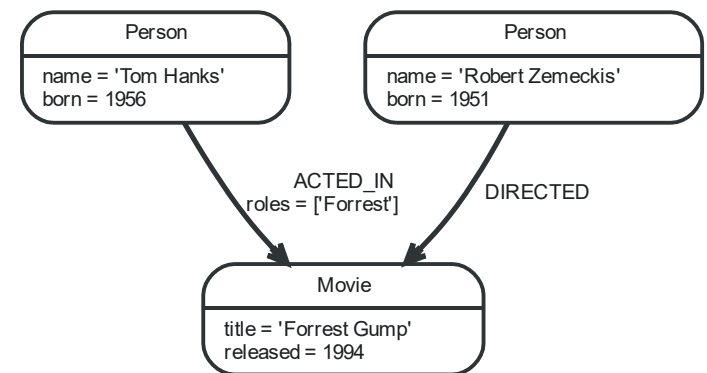 Person
name = 'Tom Hanks'
born = 1956
Person
name = 'Robert Zemeckis'
born = 1951
ACTED_IN
roles = ['Forrest']
DIRECTED
Movie
title = 'Forrest Gump'
released = 1994